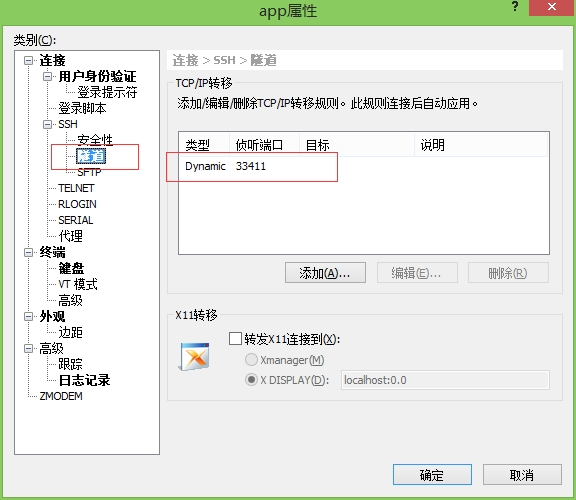 app属性
?
×
类别(C):
连接
用户身份验证
登录提示符
登录脚本
SSH
安全性
隧道
SFTP
TELNET
RLOGIN
SERIAL
代理
终端
键盘
VT 模式
高级
外观
边距
高级
跟踪
日志记录
ZMODEM
连接 > SSH > 隧道
TCP/IP转移
添加/编辑/删除TCP/IP转移规则。此规则连接后自动应用。
类型 侦听端口 目标 说明
Dynamic 33411
添加(A)... 编辑(E)... 删除(R)
X11转移
转发X11连接到(X):
Xmanager(M)
X DISPLAY(D): localhost:0.0
确定 取消